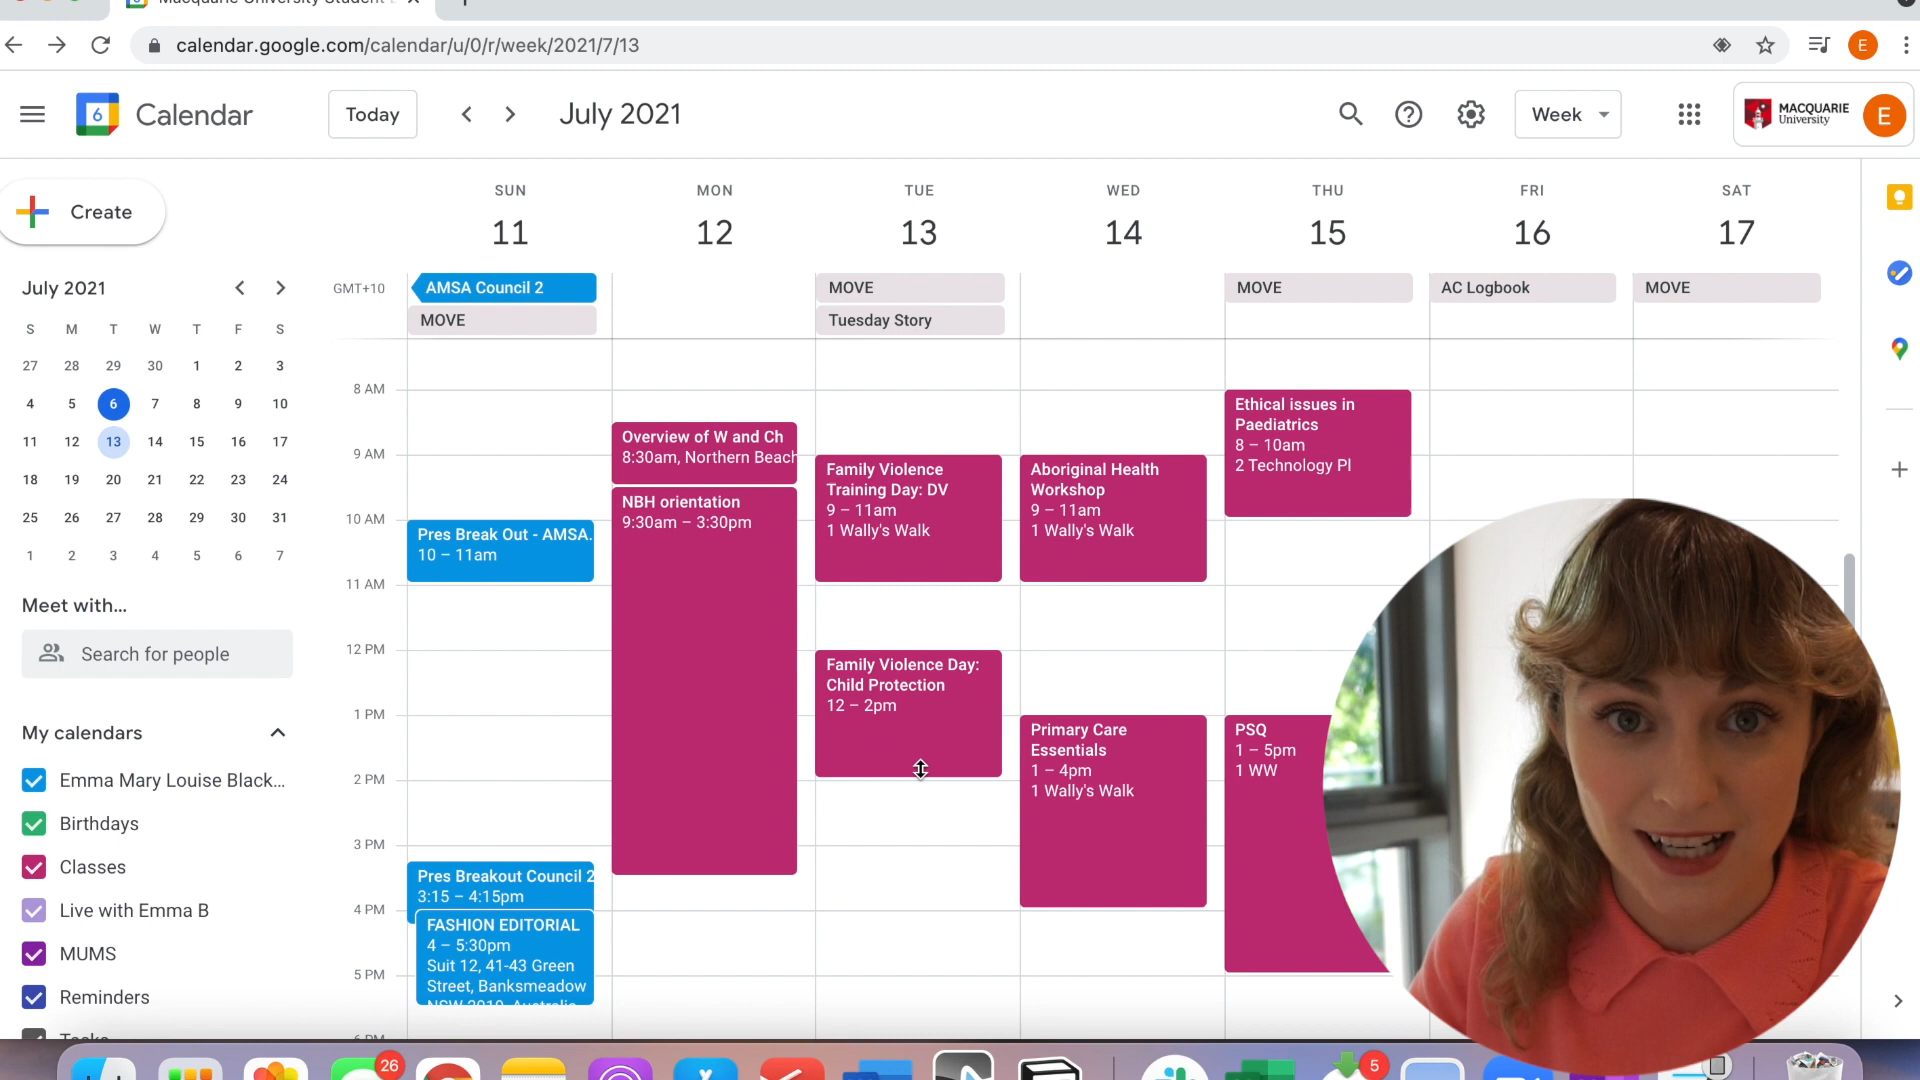 Macquarie University Student
calendar.google.com/calendar/u/0/r/week/2021/7/13
E
6
Calendar
Today
July 2021
Week
MACQUARIE
University
E
Create
SUN
MON
TUE
WED
THU
FRI
SAT
11
12
13
14
15
16
17
July 2021
S M T W T F S
27 28 29 30 1 2 3
4 5 6 7 8 9 10
11 12 13 14 15 16 17
18 19 20 21 22 23 24
25 26 27 28 29 30 31
1 2 3 4 5 6 7
GMT+10
AMSA Council 2
MOVE
MOVE
Tuesday Story
MOVE
AC Logbook
MOVE
8 AM
9 AM
10 AM
11 AM
12 PM
1 PM
2 PM
3 PM
4 PM
5 PM
6 PM
Pres Break Out - AMSA.
10 – 11am
Pres Breakout Council 2
3:15 – 4:15pm
FASHION EDITORIAL
4 – 5:30pm
Suit 12, 41-43 Green
Street, Banksmeadow
NSW 2019, Australia
Overview of W and Ch
8:30am, Northern Beach
NBH orientation
9:30am – 3:30pm
Family Violence
Training Day: DV
9 – 11am
1 Wally's Walk
Family Violence Day:
Child Protection
12 – 2pm
Aboriginal Health
Workshop
9 – 11am
1 Wally's Walk
Primary Care
Essentials
1 – 4pm
1 Wally's Walk
Ethical issues in
Paediatrics
8 – 10am
2 Technology Pl
PSQ
1 – 5pm
1 WW
Meet with...
Search for people
My calendars
Emma Mary Louise Black...
Birthdays
Classes
Live with Emma B
MUMS
Reminders
Tasks
26
5